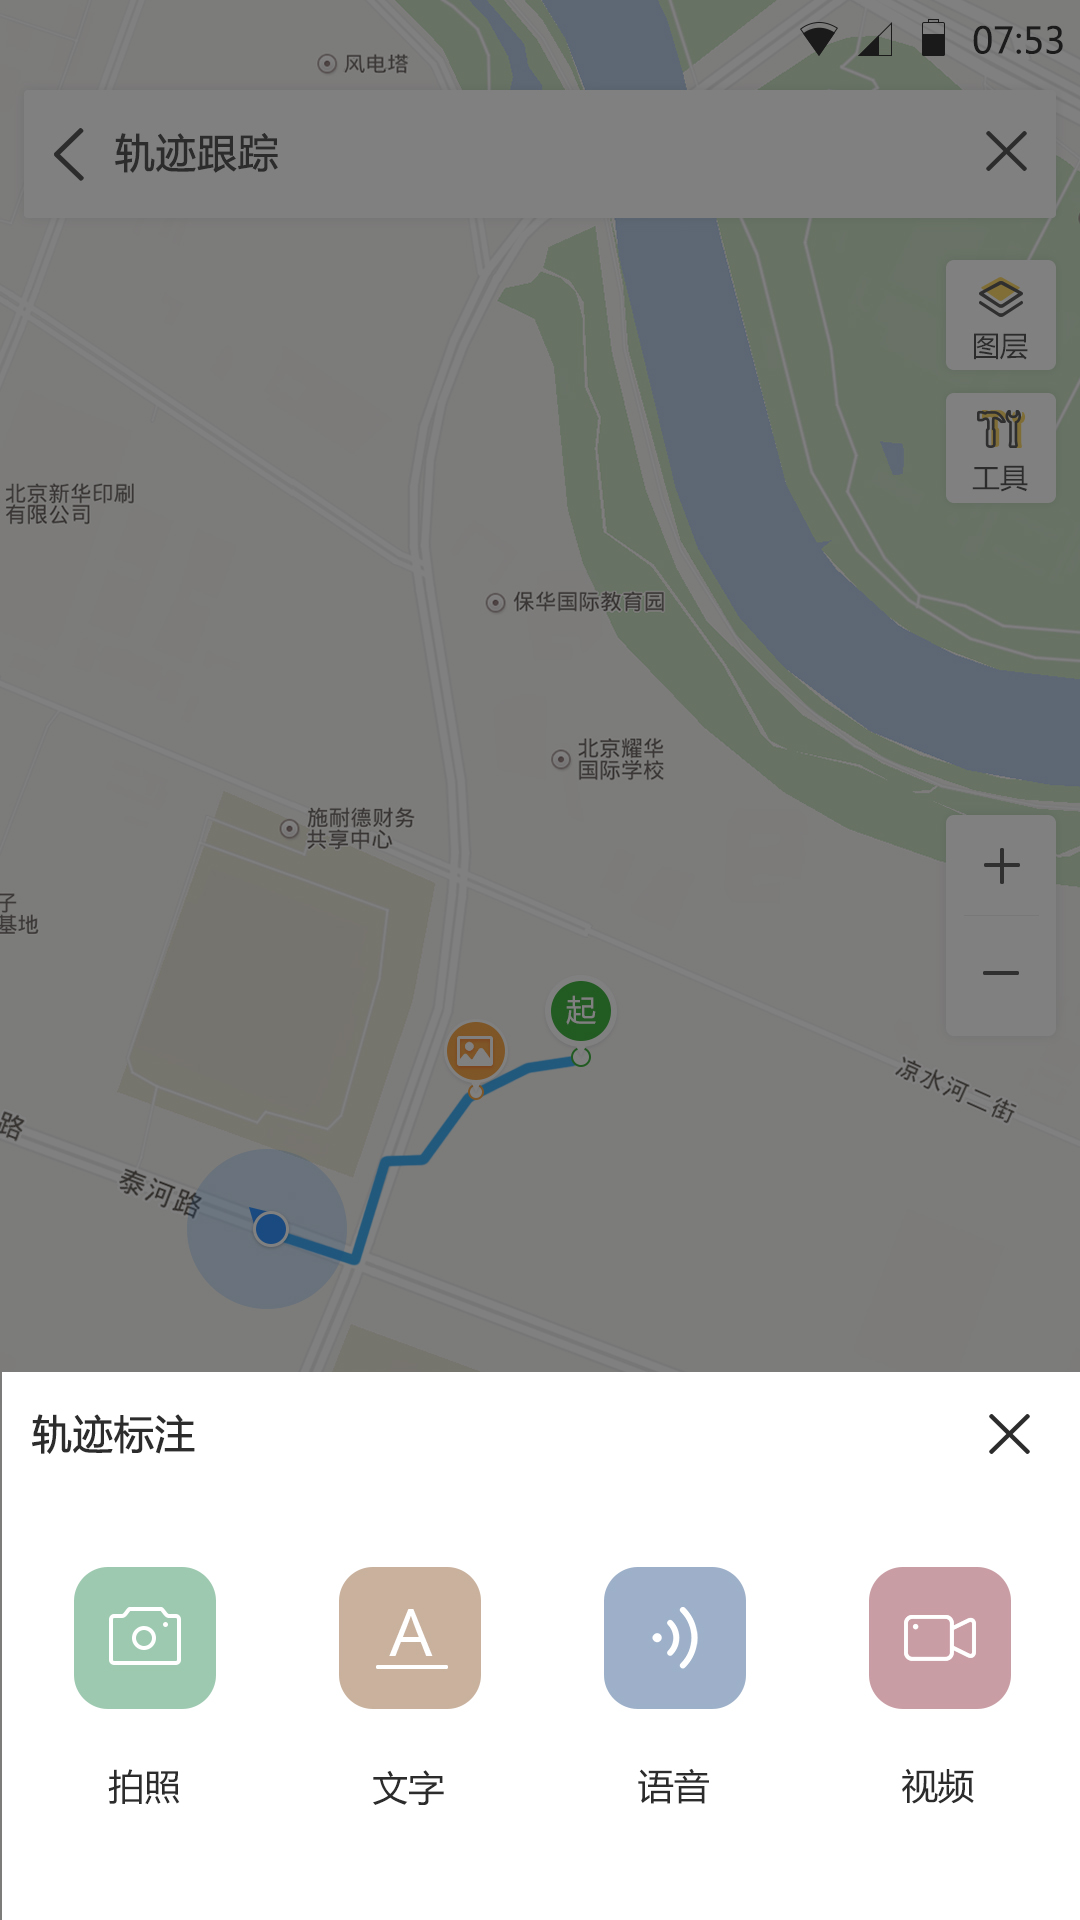 07:53
风电塔
轨迹跟踪
图层
工具
北京新华印刷
有限公司
保华国际教育园
北京耀华
国际学校
施耐德财务
共享中心
子
基地
起
凉水河二街
路
泰河路
轨迹标注
A
拍照
文字
语音
视频